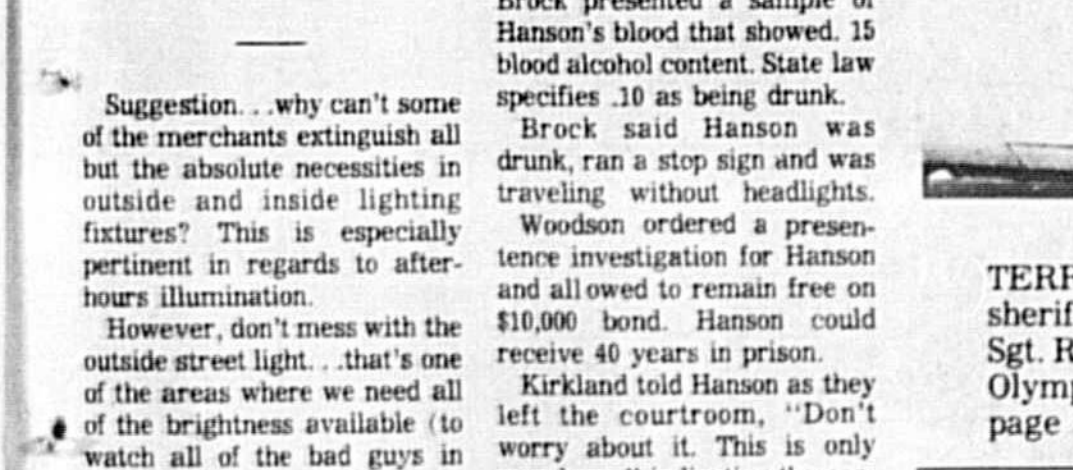 Suggestion. . .why can't some
of the merchants extinguish all
but the absolute necessities in
outside and inside lighting
fixtures? This is especially
pertinent in regards to after-
hours illumination.
However, don't mess with the
outside street light. . .that's one
of the areas where we need all
of the brightness available (to
watch all of the bad guys in
Brock presented a sample of
Hanson's blood that showed. 15
blood alcohol content. State law
specifies .10 as being drunk.
Brock said Hanson was
drunk, ran a stop sign and was
traveling without headlights.
Woodson ordered a presen-
tence investigation for Hanson
and allowed to remain free on
$10,000 bond. Hanson could
receive 40 years in prison.
Kirkland told Hanson as they
left the courtroom, "Don't
worry about it. This is only
TERR
sherif
Sgt. R
Olymp
page